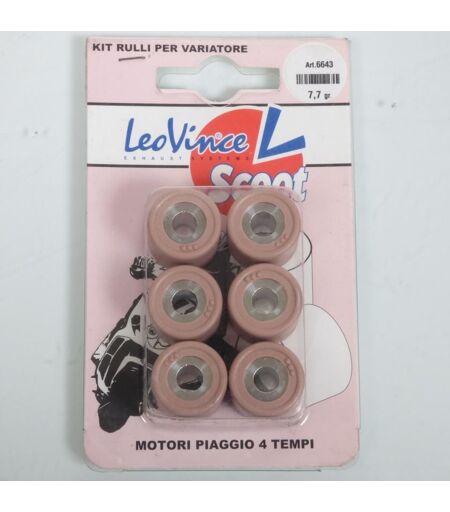 KIT RULLI PER VARIATORE
Art.6643
7,7 gr
LeoVince L
EXHAUST SYSTEMS
Scoot
MOTORI PIAGGIO 4 TEMPI